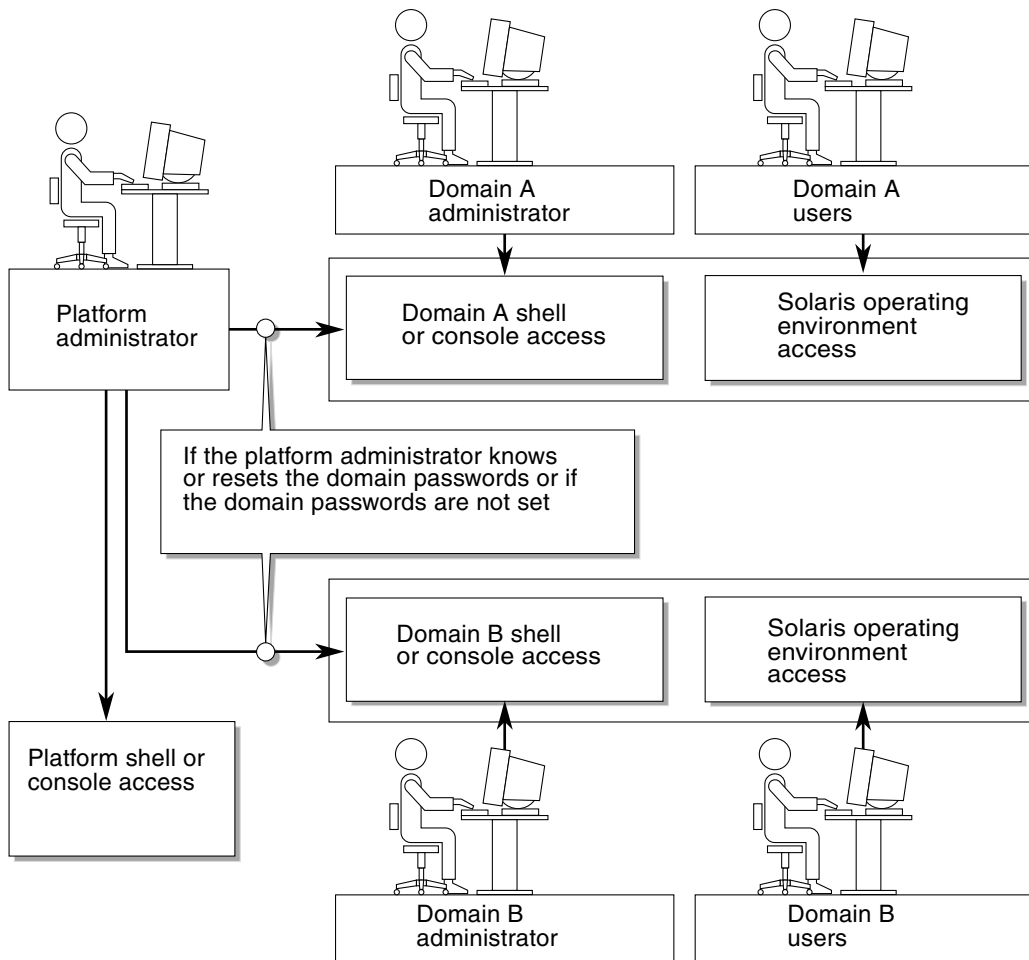 Domain A
administrator
Domain A
users
Platform
administrator
Domain A shell
or console access
Solaris operating
environment
access
If the platform administrator knows
or resets the domain passwords or if
the domain passwords are not set
Domain B shell
or console access
Solaris operating
environment
access
Platform shell or
console access
Domain B
administrator
Domain B
users